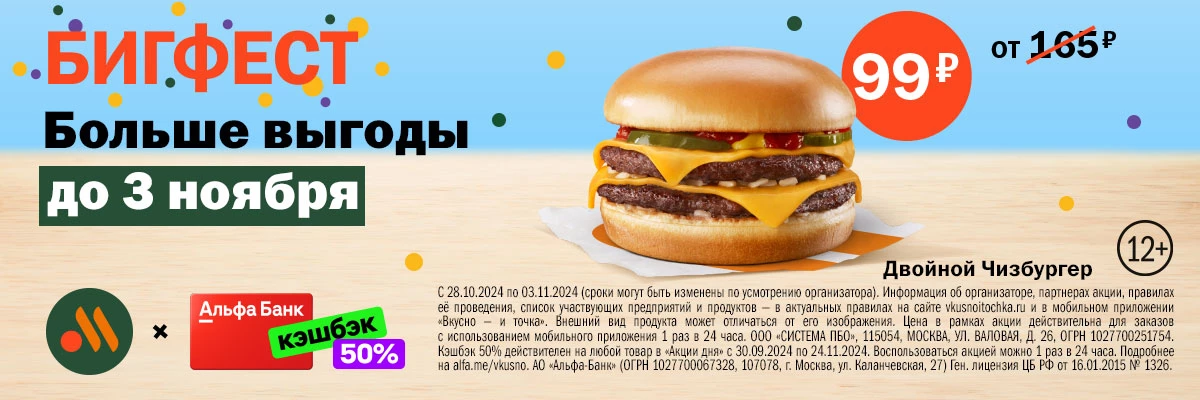 БИГФЕСТ
Больше выгоды
до 3 ноября
99₽
от 165₽
Двойной Чизбургер
12+
Альфа Банк
×
кэшбэк
50%
С 28.10.2024 по 03.11.2024 (сроки могут быть изменены по усмотрению организатора). Информация об организаторе, партнерах акции, правилах
её проведения, список участвующих предприятий и продуктов — в актуальных правилах на сайте vkusnoitochka.ru и в мобильном приложении
«Вкусно — и точка». Внешний вид продукта может отличаться от его изображения. Цена в рамках акции действительна для заказов
с использованием мобильного приложения 1 раз в 24 часа. ООО «СИСТЕМА ПБО», 115054, МОСКВА, УЛ. ВАЛОВАЯ, Д. 26, ОГРН 1027700251754.
Кэшбэк 50% действителен на любой товар в «Акции дня» с 30.09.2024 по 24.11.2024. Воспользоваться акцией можно 1 раз в 24 часа. Подробнее
на alfa.me/vkusno. АО «Альфа-Банк» (ОГРН 1027700067328, 107078, г. Москва, ул. Каланчевская, 27) Ген. лицензия ЦБ РФ от 16.01.2015 № 1326.